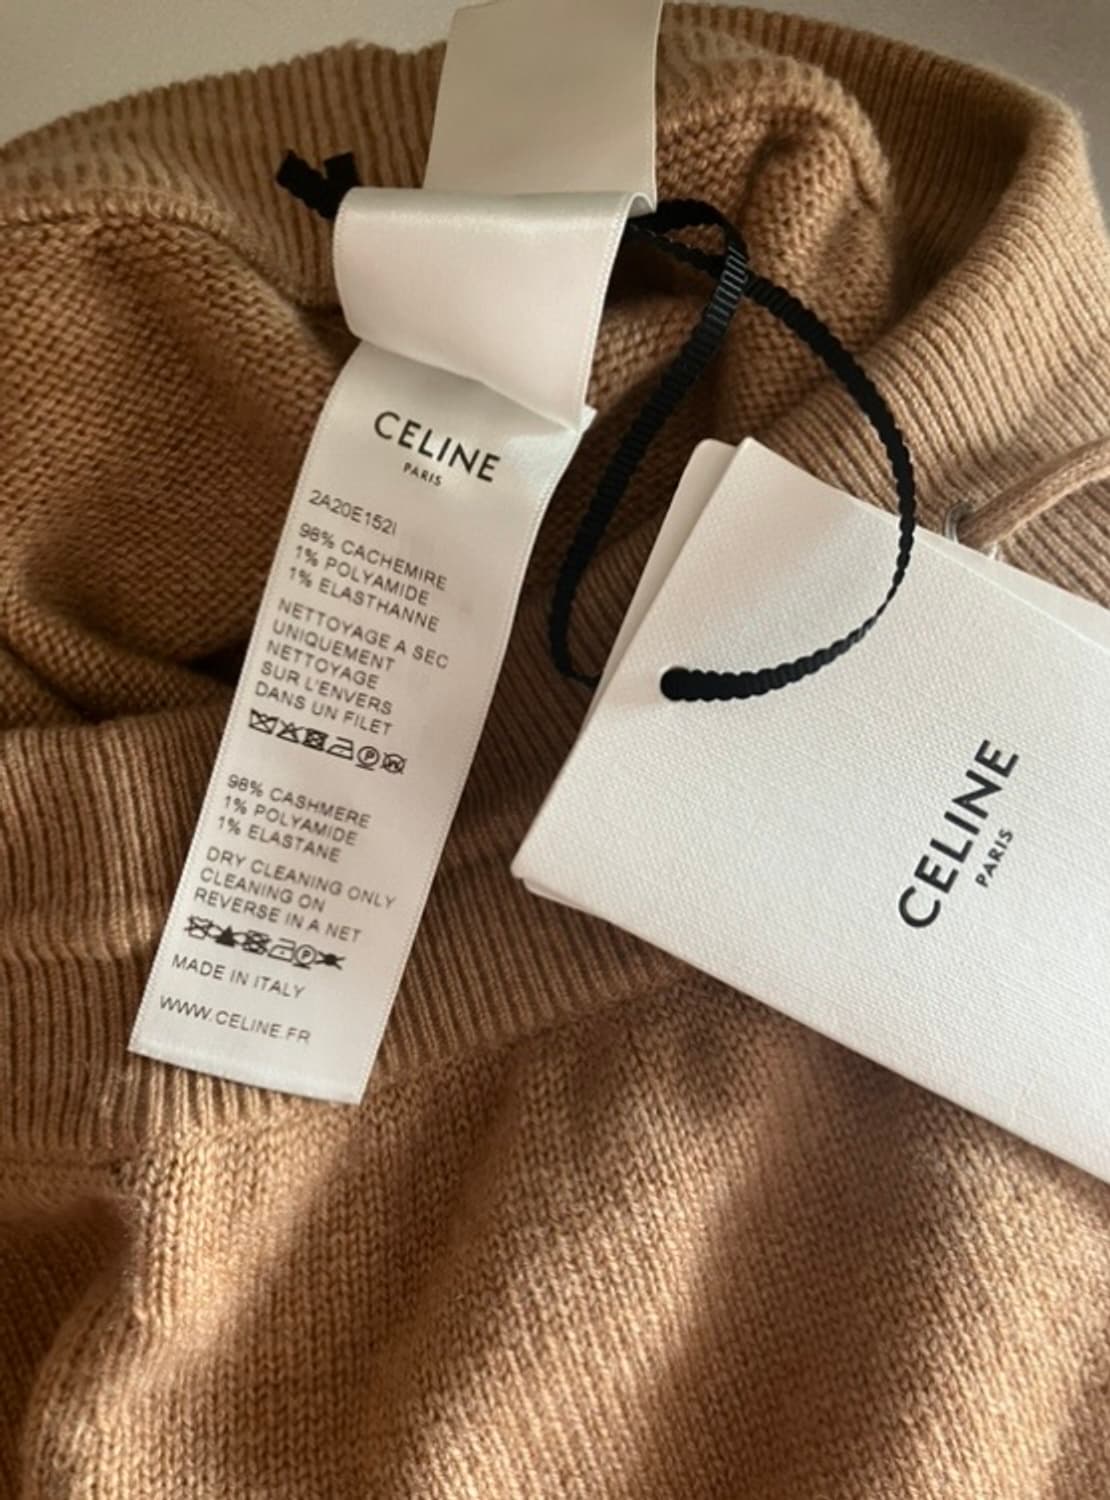 CELINE
PARIS
2A20E152I
98% CACHEMIRE
1% POLYAMIDE
1% ELASTHANNE
NETTOYAGE A SEC
UNIQUEMENT
NETTOYAGE
SUR L'ENVERS
DANS UN FILET
P W
98% CASHMERE
1% POLYAMIDE
1% ELASTANE
DRY CLEANING ONLY
CLEANING ON
REVERSE IN A NET
P
MADE IN ITALY
WWW.CELINE.FR
CELINE
PARIS